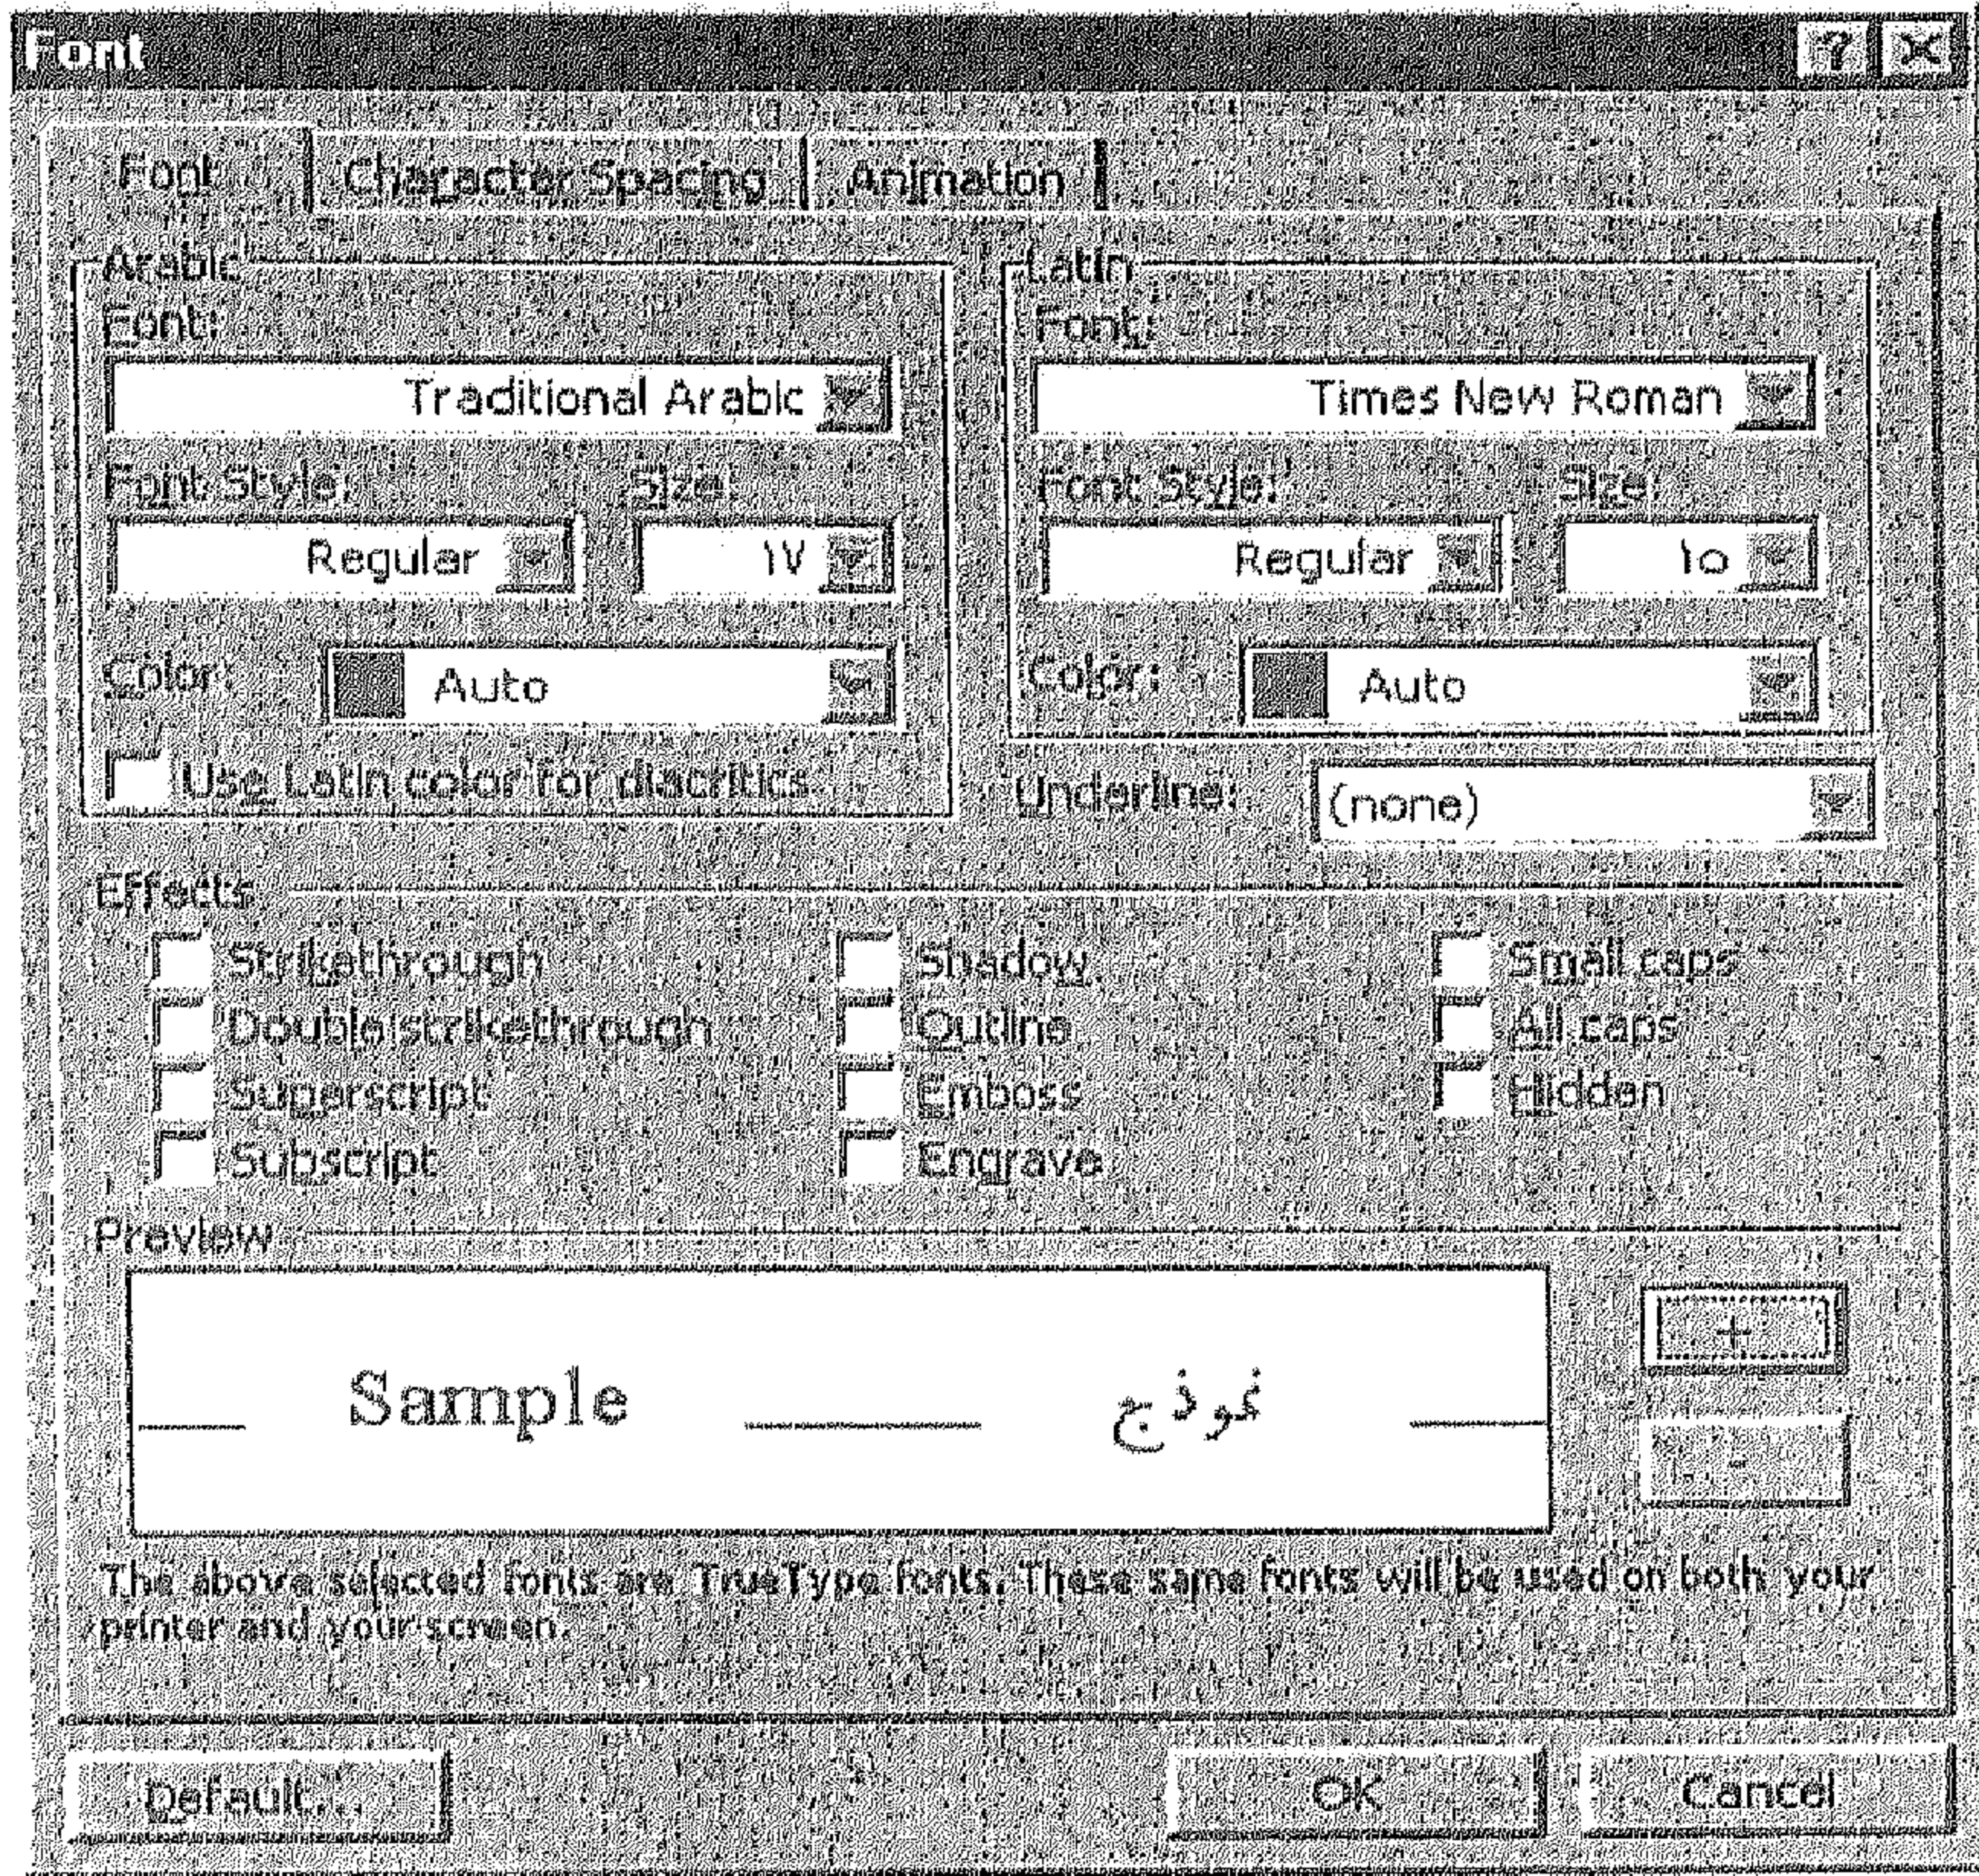 Font ? ×
Font Character Spacing Animation
Arabic
Font:
Traditional Arabic
Font Style: Size:
Regular ١٧
Color: Auto
Use Latin color for diacritics
Latin
Font:
Times New Roman
Font Style: Size:
Regular ١٥
Color: Auto
Underline: (none)
Effects
Strikethrough Shadow Small caps
Double strikethrough Outline All caps
Superscript Emboss Hidden
Subscript Engrave
Preview
Sample نموذج
+
-
The above selected fonts are TrueType fonts. These same fonts will be used on both your
printer and your screen.
Default... OK Cancel